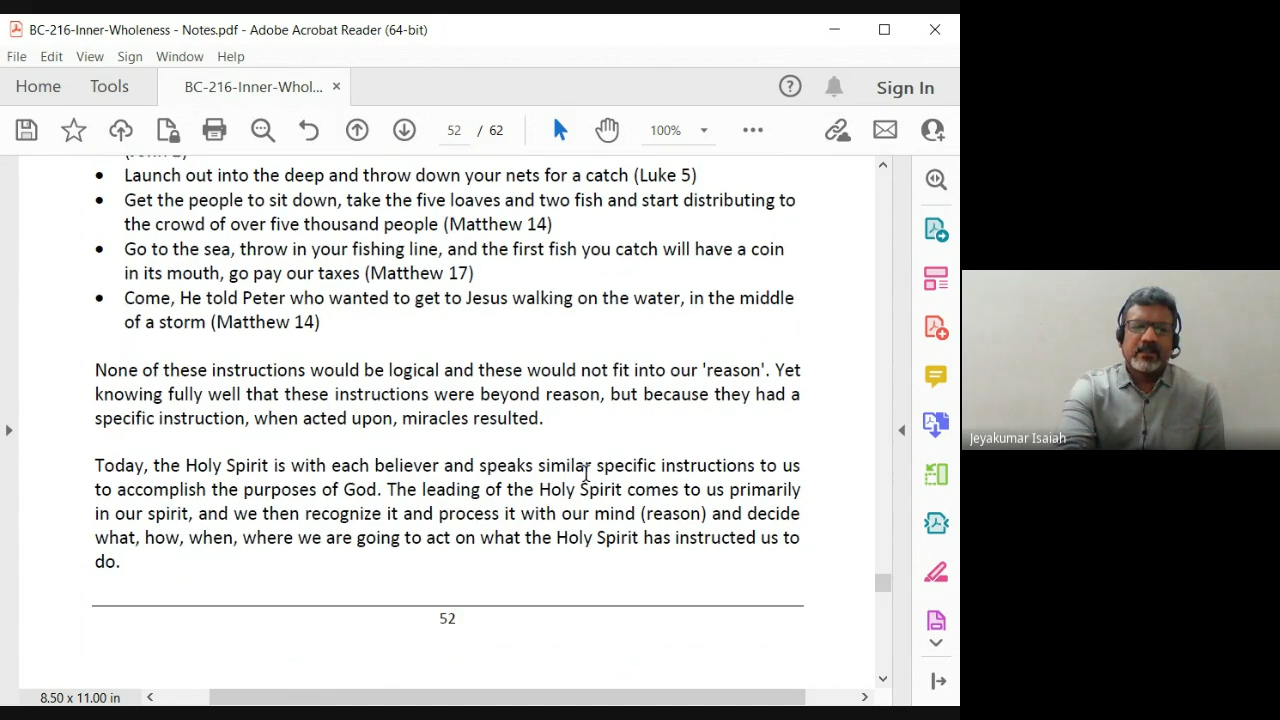 BC-216-Inner-Wholeness - Notes.pdf - Adobe Acrobat Reader (64-bit)
File Edit View Sign Window Help
Home Tools BC-216-Inner-Whol... × Sign In
52 / 62 100%
Launch out into the deep and throw down your nets for a catch (Luke 5)
Get the people to sit down, take the five loaves and two fish and start distributing to
the crowd of over five thousand people (Matthew 14)
Go to the sea, throw in your fishing line, and the first fish you catch will have a coin
in its mouth, go pay our taxes (Matthew 17)
Come, He told Peter who wanted to get to Jesus walking on the water, in the middle
of a storm (Matthew 14)
None of these instructions would be logical and these would not fit into our 'reason'. Yet
knowing fully well that these instructions were beyond reason, but because they had a
specific instruction, when acted upon, miracles resulted.
Today, the Holy Spirit is with each believer and speaks similar specific instructions to us
to accomplish the purposes of God. The leading of the Holy Spirit comes to us primarily
in our spirit, and we then recognize it and process it with our mind (reason) and decide
what, how, when, where we are going to act on what the Holy Spirit has instructed us to
do.
52
8.50 x 11.00 in
Jeyakumar Isaiah